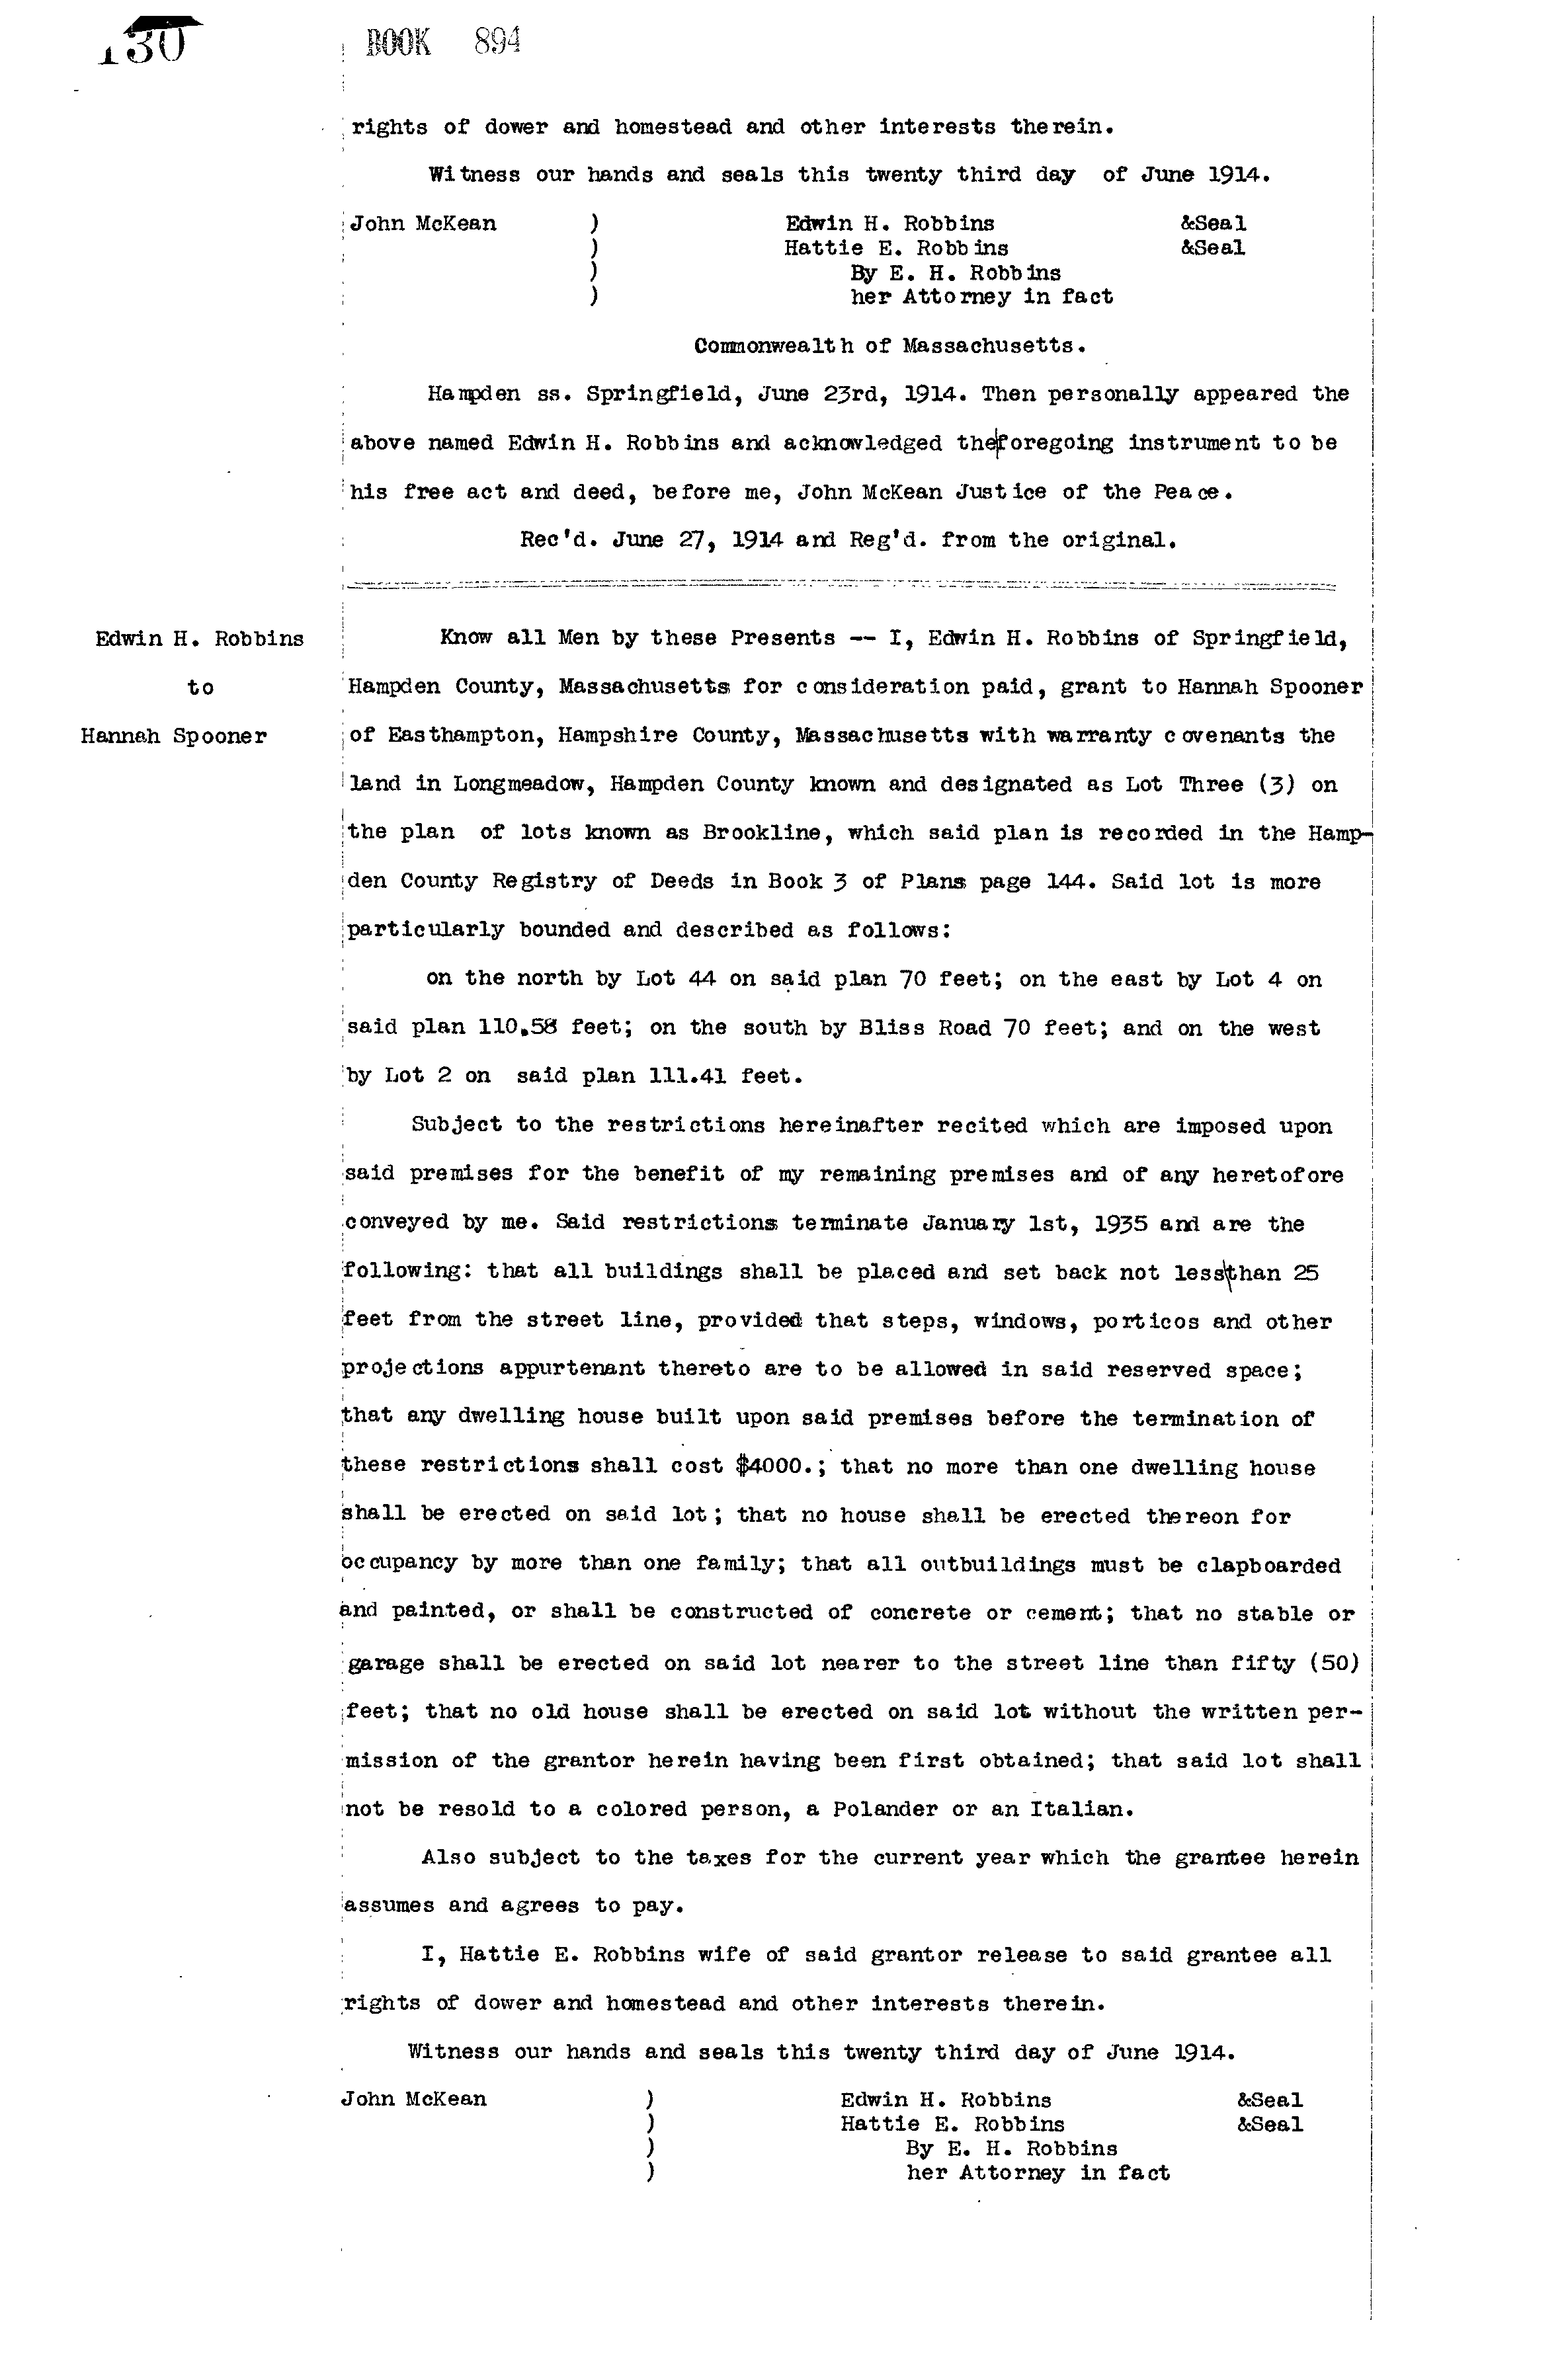 130 BOOK 894
rights of dower and homestead and other interests therein.
Witness our hands and seals this twenty third day of June 1914.
John McKean ) Edwin H. Robbins &Seal
) Hattie E. Robbins &Seal
) By E. H. Robbins
) her Attorney in fact
Commonwealth of Massachusetts.
Hampden ss. Springfield, June 23rd, 1914. Then personally appeared the
above named Edwin H. Robbins and acknowledged the|foregoing instrument to be
his free act and deed, before me, John McKean Justice of the Peace.
Rec'd. June 27, 1914 and Reg'd. from the original.
Edwin H. Robbins
to
Hannah Spooner
Know all Men by these Presents -- I, Edwin H. Robbins of Springfield,
Hampden County, Massachusetts for consideration paid, grant to Hannah Spooner
of Easthampton, Hampshire County, Massachusetts with warranty covenants the
land in Longmeadow, Hampden County known and designated as Lot Three (3) on
the plan of lots known as Brookline, which said plan is recorded in the Hamp-
den County Registry of Deeds in Book 3 of Plans page 144. Said lot is more
particularly bounded and described as follows:
on the north by Lot 44 on said plan 70 feet; on the east by Lot 4 on
said plan 110.58 feet; on the south by Bliss Road 70 feet; and on the west
by Lot 2 on said plan 111.41 feet.
Subject to the restrictions hereinafter recited which are imposed upon
said premises for the benefit of my remaining premises and of any heretofore
conveyed by me. Said restrictions terminate January 1st, 1935 and are the
following: that all buildings shall be placed and set back not less\than 25
feet from the street line, provided that steps, windows, porticos and other
projections appurtenant thereto are to be allowed in said reserved space;
that any dwelling house built upon said premises before the termination of
these restrictions shall cost $4000.; that no more than one dwelling house
shall be erected on said lot; that no house shall be erected thereon for
occupancy by more than one family; that all outbuildings must be clapboarded
and painted, or shall be constructed of concrete or cement; that no stable or
garage shall be erected on said lot nearer to the street line than fifty (50)
feet; that no old house shall be erected on said lot without the written per-
mission of the grantor herein having been first obtained; that said lot shall
not be resold to a colored person, a Polander or an Italian.
Also subject to the taxes for the current year which the grantee herein
assumes and agrees to pay.
I, Hattie E. Robbins wife of said grantor release to said grantee all
rights of dower and homestead and other interests therein.
Witness our hands and seals this twenty third day of June 1914.
John McKean ) Edwin H. Robbins &Seal
) Hattie E. Robbins &Seal
) By E. H. Robbins
) her Attorney in fact